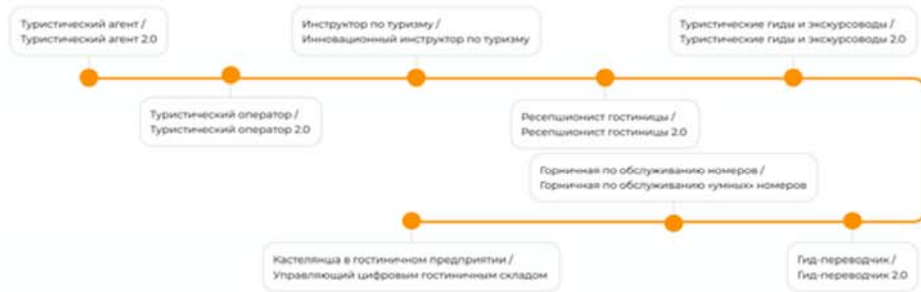 Туристический агент /
Туристический агент 2.0
Инструктор по туризму /
Инновационный инструктор по туризму
Туристические гиды и экскурсоводы /
Туристические гиды и экскурсоводы 2.0
Туристический оператор /
Туристический оператор 2.0
Ресепшионист гостиницы /
Ресепшионист гостиницы 2.0
Горничная по обслуживанию номеров /
Горничная по обслуживанию «умных» номеров
Кастелянша в гостиничном предприятии /
Управляющий цифровым гостиничным складом
Гид-переводчик /
Гид-переводчик 2.0